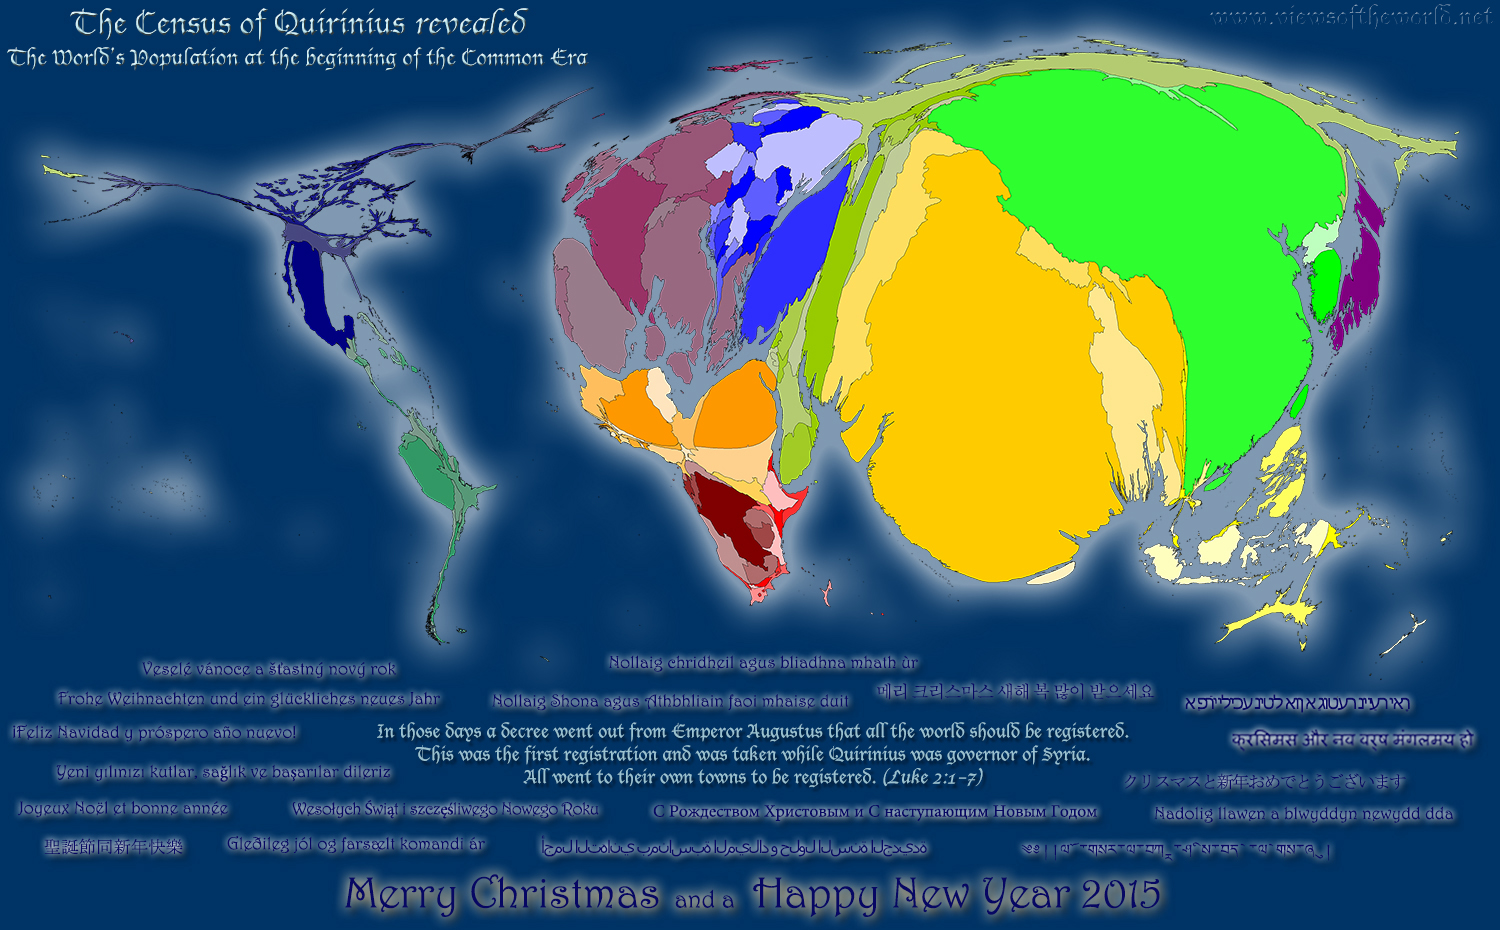 The Census of Quirinius revealed
www.viewsoftheworld.net
The World's Population at the beginning of the Common Era
Veselé vánoce a šťastný nový rok
Nollaig chridheil agus bliadhna mhath ùr
Frohe Weihnachten und ein glückliches neues Jahr
Nollaig Shona agus Athbhliain faoi mhaise duit
메리 크리스마스 새해 복 많이 받으세요
¡Feliz Navidad y próspero año nuevo!
In those days a decree went out from Emperor Augustus that all the world should be registered.
This was the first registration and was taken while Quirinius was governor of Syria.
All went to their own towns to be registered. (Luke 2:1-7)
क्रिसमस और नव वर्ष मंगलमय हो
Yeni yılınızı kutlar, sağlık ve başarılar dileriz
クリスマスと新年おめでとうございます
Joyeux Noël et bonne année
Wesołych Świąt i szczęśliwego Nowego Roku
С Рождеством Христовым и С наступающим Новым Годом
Nadolig llawen a blwyddyn newydd dda
聖誕節同新年快樂
Gleðileg jól og farsælt komandi ár
Merry Christmas and a Happy New Year 2015